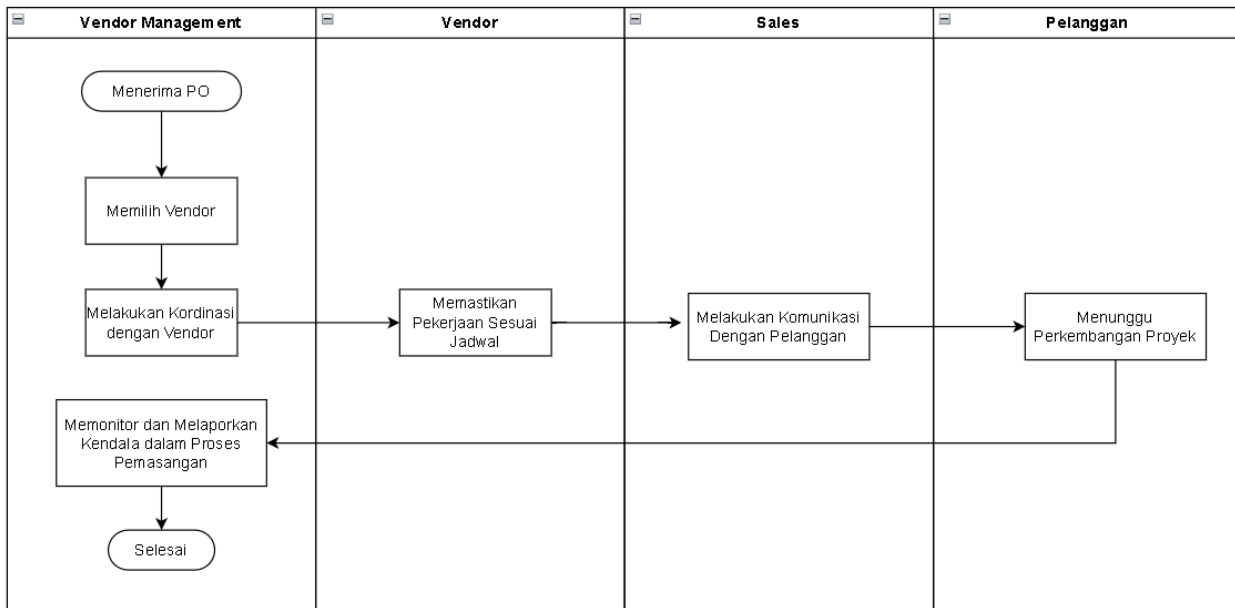 Vendor Management
Vendor
Sales
Pelanggan
Menerima PO
Memilih Vendor
Melakukan Kordinasi
dengan Vendor
Memastikan
Pekerjaan Sesuai
Jadwal
Melakukan Komunikasi
Dengan Pelanggan
Menunggu
Perkembangan Proyek
Memonitor dan Melaporkan
Kendala dalam Proses
Pemasangan
Selesai